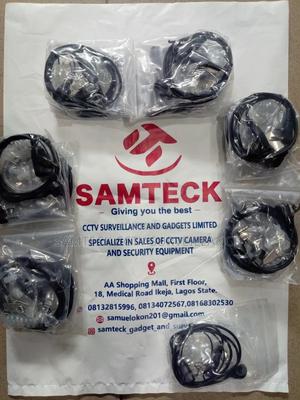 SAMTECK
Giving you the best
CCTV SURVEILLANCE AND GADGETS LIMITED
SPECIALIZE IN SALES OF CCTV CAMERA
AND SECURITY EQUIPMENT
AA Shopping Mall, First Floor,
18, Medical Road Ikeja, Lagos State.
08132815996, 08134072567,08168302530
samuelokon201@gmail.com
samteck_gadget_and_surv